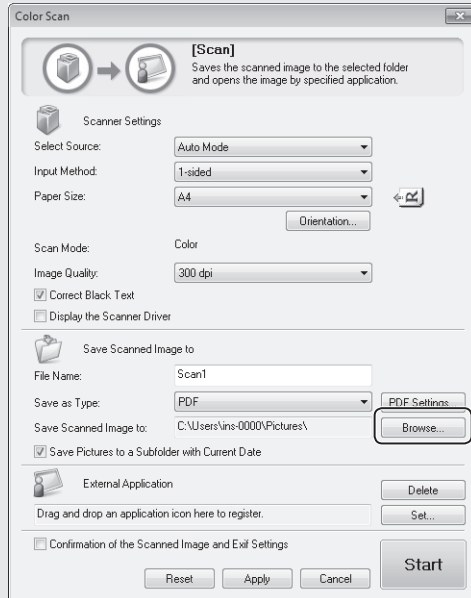 Color Scan
[Scan]
Saves the scanned image to the selected folder
and opens the image by specified application.
Scanner Settings
Select Source: Auto Mode
Input Method: 1-sided
Paper Size: A4
R
Orientation...
Scan Mode: Color
Image Quality: 300 dpi
Correct Black Text
Display the Scanner Driver
Save Scanned Image to
File Name: Scan1
Save as Type: PDF PDF Settings...
Save Scanned Image to: C:\Users\ins-0000\Pictures\ Browse...
Save Pictures to a Subfolder with Current Date
External Application Delete
Drag and drop an application icon here to register. Set...
Confirmation of the Scanned Image and Exif Settings
Start
Reset Apply Cancel